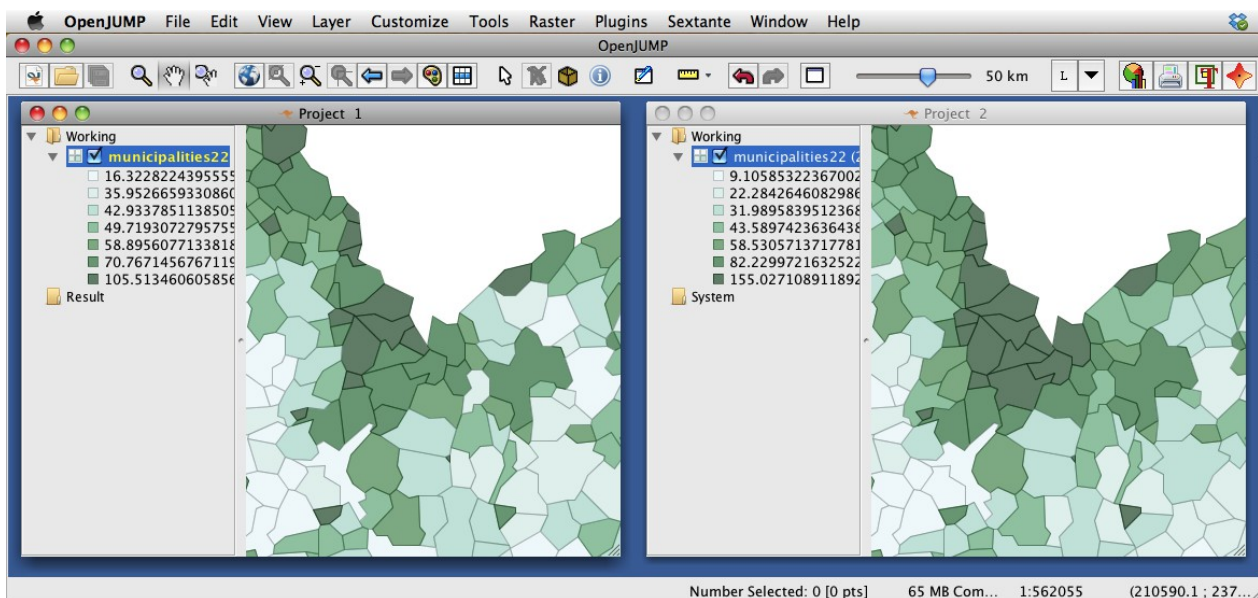 OpenJUMP File Edit View Layer Customize Tools Raster Plugins Sextante Window Help
OpenJUMP
50 km L
Project 1
Working
municipalities22
16.3228224395555
35.9526659330860
42.9337851138505
49.7193072795755
58.8956077133818
70.7671456767119
105.513460605856
Result
Project 2
Working
municipalities22 (2
9.10585322367002
22.2842646082986
31.9895839512368
43.5897423636438
58.5305713717781
82.2299721632522
155.027108911892
System
Number Selected: 0 [0 pts] 65 MB Com... 1:562055 (210590.1 ; 237...